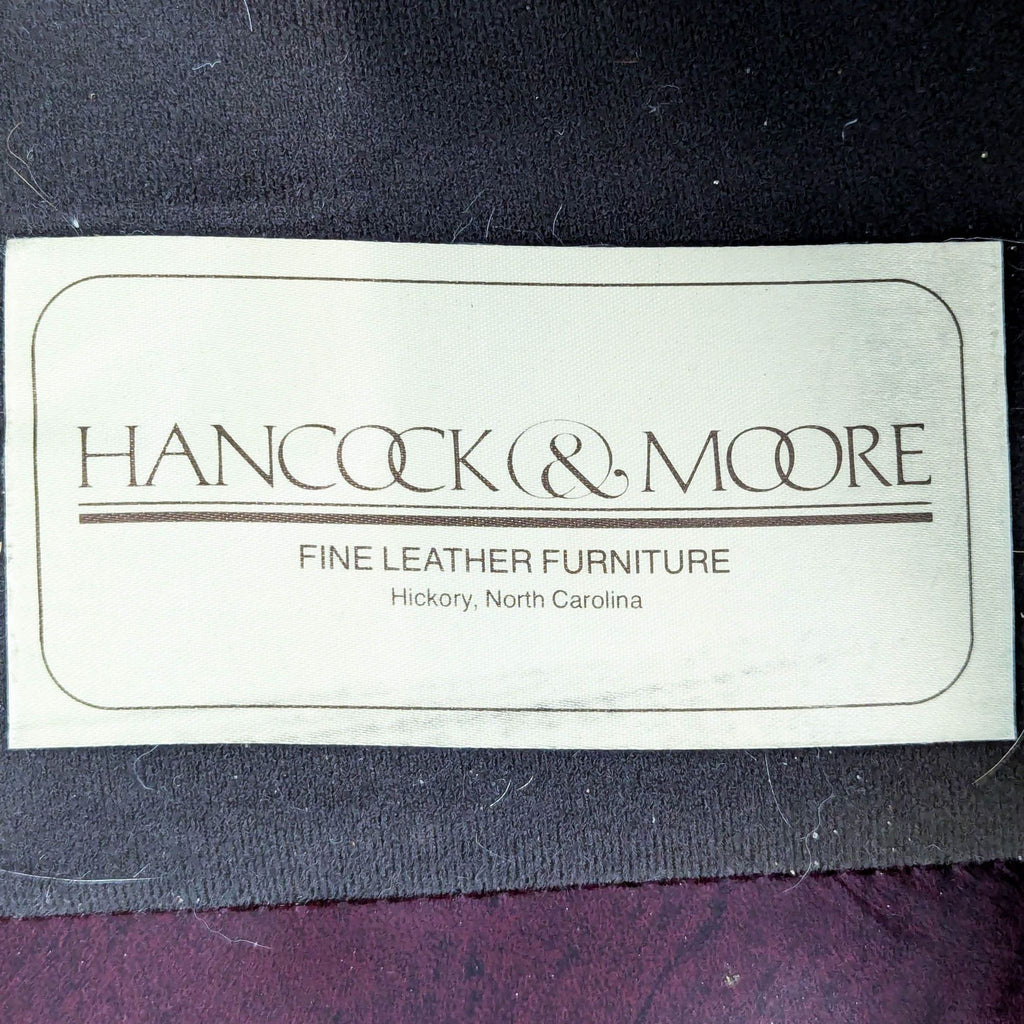 HANCOCK & MOORE
FINE LEATHER FURNITURE
Hickory, North Carolina